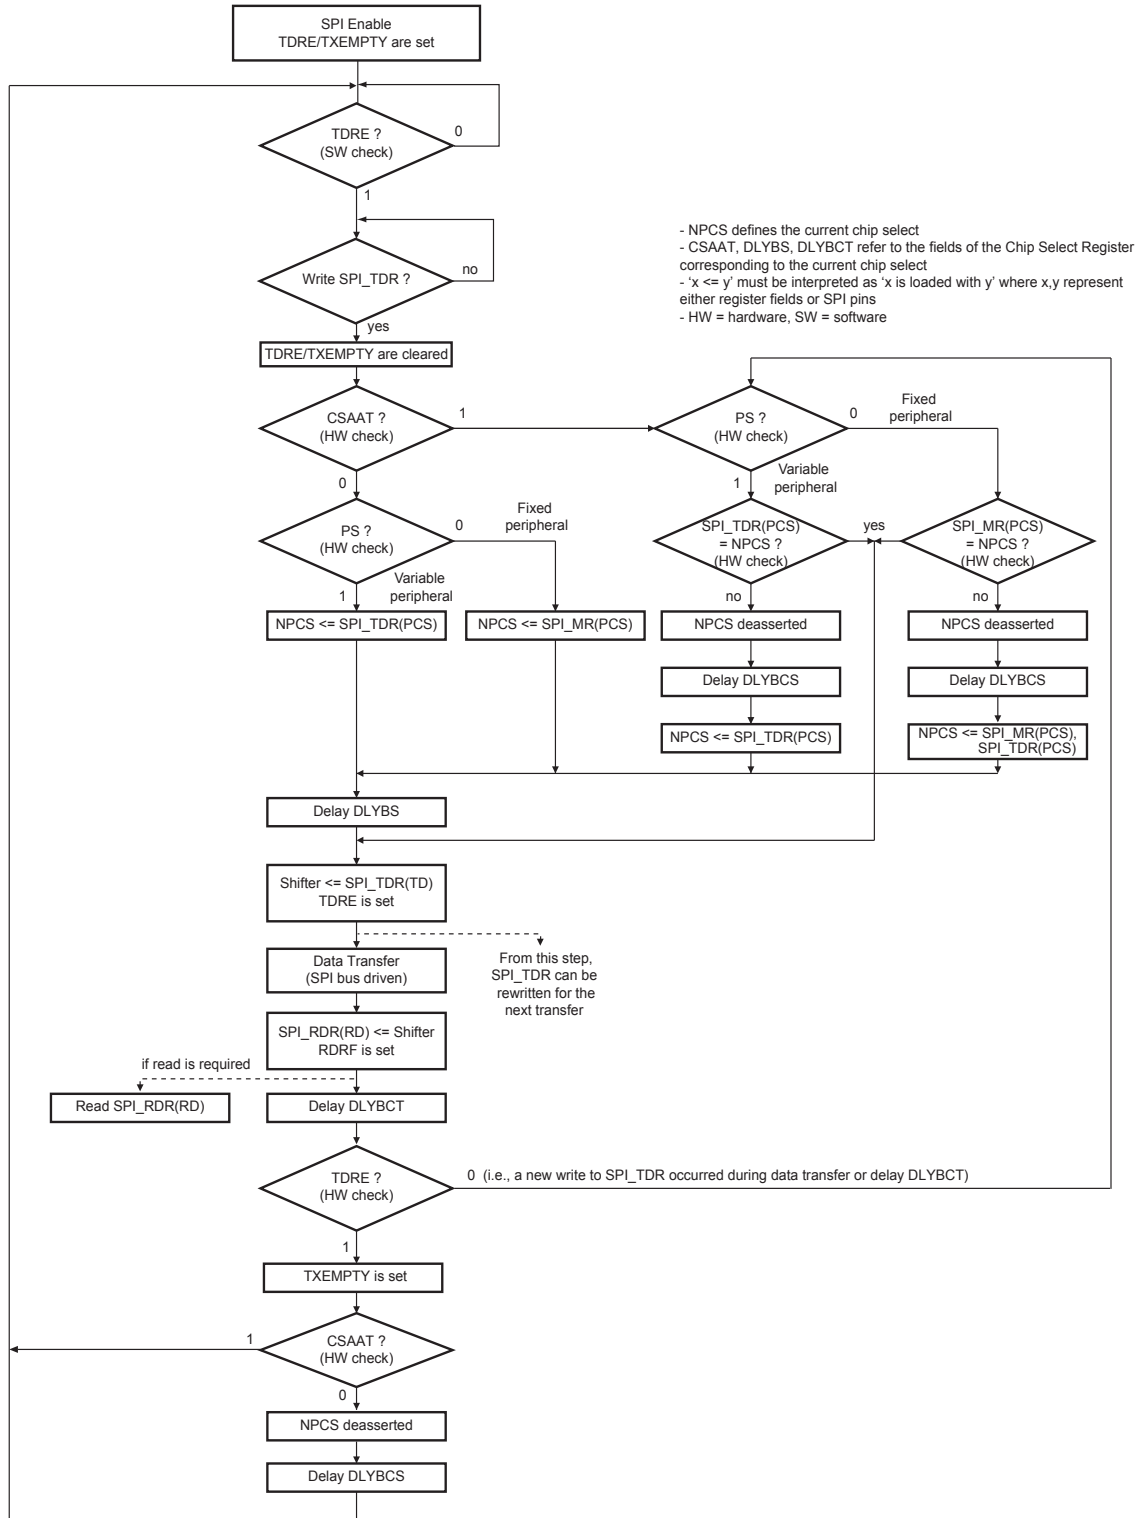 SPI Enable
TDRE/TXEMPTY are set
TDRE ?
(SW check)
0
1
Write SPI_TDR ?
no
yes
- NPCS defines the current chip select
- CSAAT, DLYBS, DLYBCT refer to the fields of the Chip Select Register
corresponding to the current chip select
- ‘x <= y’ must be interpreted as ‘x is loaded with y’ where x,y represent
either register fields or SPI pins
- HW = hardware, SW = software
TDRE/TXEMPTY are cleared
CSAAT ?
(HW check)
1
0
PS ?
(HW check)
0
Fixed
peripheral
1
Variable
peripheral
PS ?
(HW check)
0
Fixed
peripheral
1
Variable
peripheral
SPI_TDR(PCS)
= NPCS ?
(HW check)
yes
no
SPI_MR(PCS)
= NPCS ?
(HW check)
no
NPCS <= SPI_TDR(PCS)
NPCS <= SPI_MR(PCS)
NPCS deasserted
NPCS deasserted
Delay DLYBCS
Delay DLYBCS
NPCS <= SPI_TDR(PCS)
NPCS <= SPI_MR(PCS),
SPI_TDR(PCS)
Delay DLYBS
Shifter <= SPI_TDR(TD)
TDRE is set
Data Transfer
(SPI bus driven)
From this step,
SPI_TDR can be
rewritten for the
next transfer
SPI_RDR(RD) <= Shifter
RDRF is set
if read is required
Read SPI_RDR(RD)
Delay DLYBCT
TDRE ?
(HW check)
0 (i.e., a new write to SPI_TDR occurred during data transfer or delay DLYBCT)
1
TXEMPTY is set
CSAAT ?
(HW check)
1
0
NPCS deasserted
Delay DLYBCS